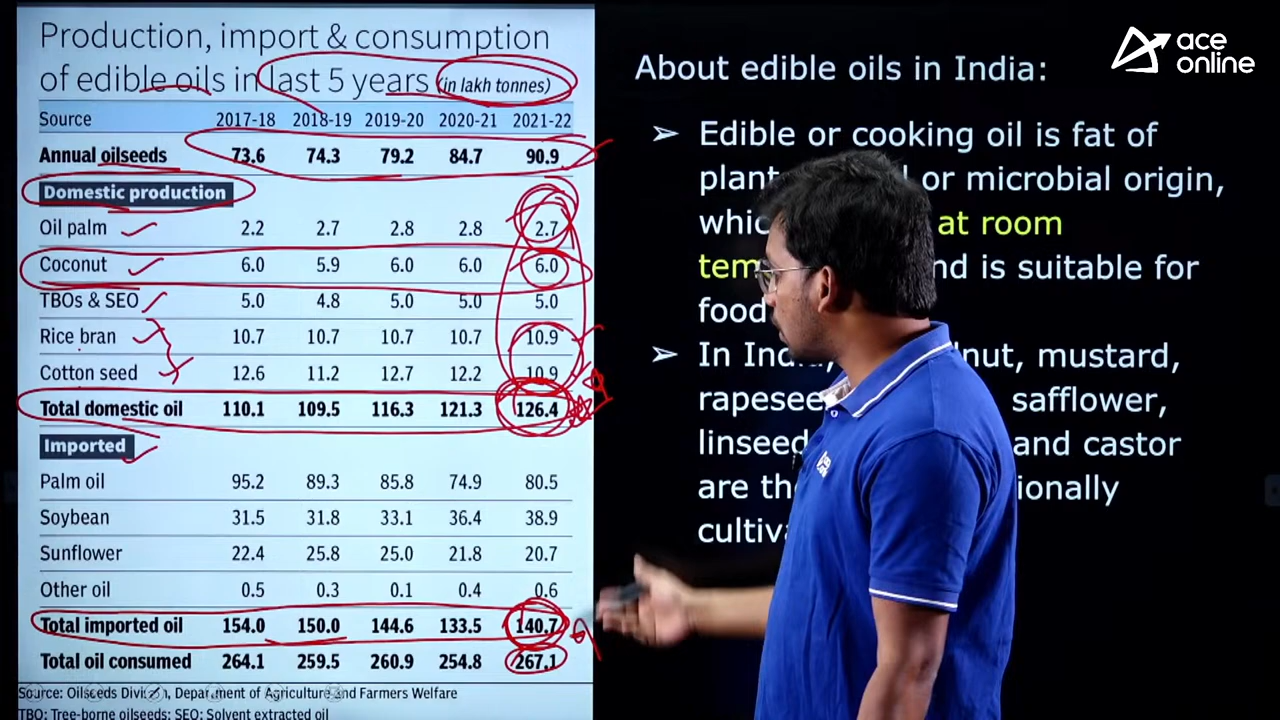 Production, import & consumption
of edible oils in last 5 years (in lakh tonnes)
Source 2017-18 2018-19 2019-20 2020-21 2021-22
Annual oilseeds 73.6 74.3 79.2 84.7 90.9
Domestic production
Oil palm 2.2 2.7 2.8 2.8 2.7
Coconut 6.0 5.9 6.0 6.0 6.0
TBOs & SEO 5.0 4.8 5.0 5.0 5.0
Rice bran 10.7 10.7 10.7 10.7 10.9
Cotton seed 12.6 11.2 12.7 12.2 10.9
Total domestic oil 110.1 109.5 116.3 121.3 126.4
Imported
Palm oil 95.2 89.3 85.8 74.9 80.5
Soybean 31.5 31.8 33.1 36.4 38.9
Sunflower 22.4 25.8 25.0 21.8 20.7
Other oil 0.5 0.3 0.1 0.4 0.6
Total imported oil 154.0 150.0 144.6 133.5 140.7
Total oil consumed 264.1 259.5 260.9 254.8 267.1
Source: Oilseeds Division, Department of Agriculture and Farmers Welfare
TBO: Tree-borne oilseeds; SEO: Solvent extracted oil
ace
online
About edible oils in India:
➤ Edible or cooking oil is fat of
or microbial origin,
at room
is suitable for
food
➤ In mustard,
safflower,
linseed and castor
are